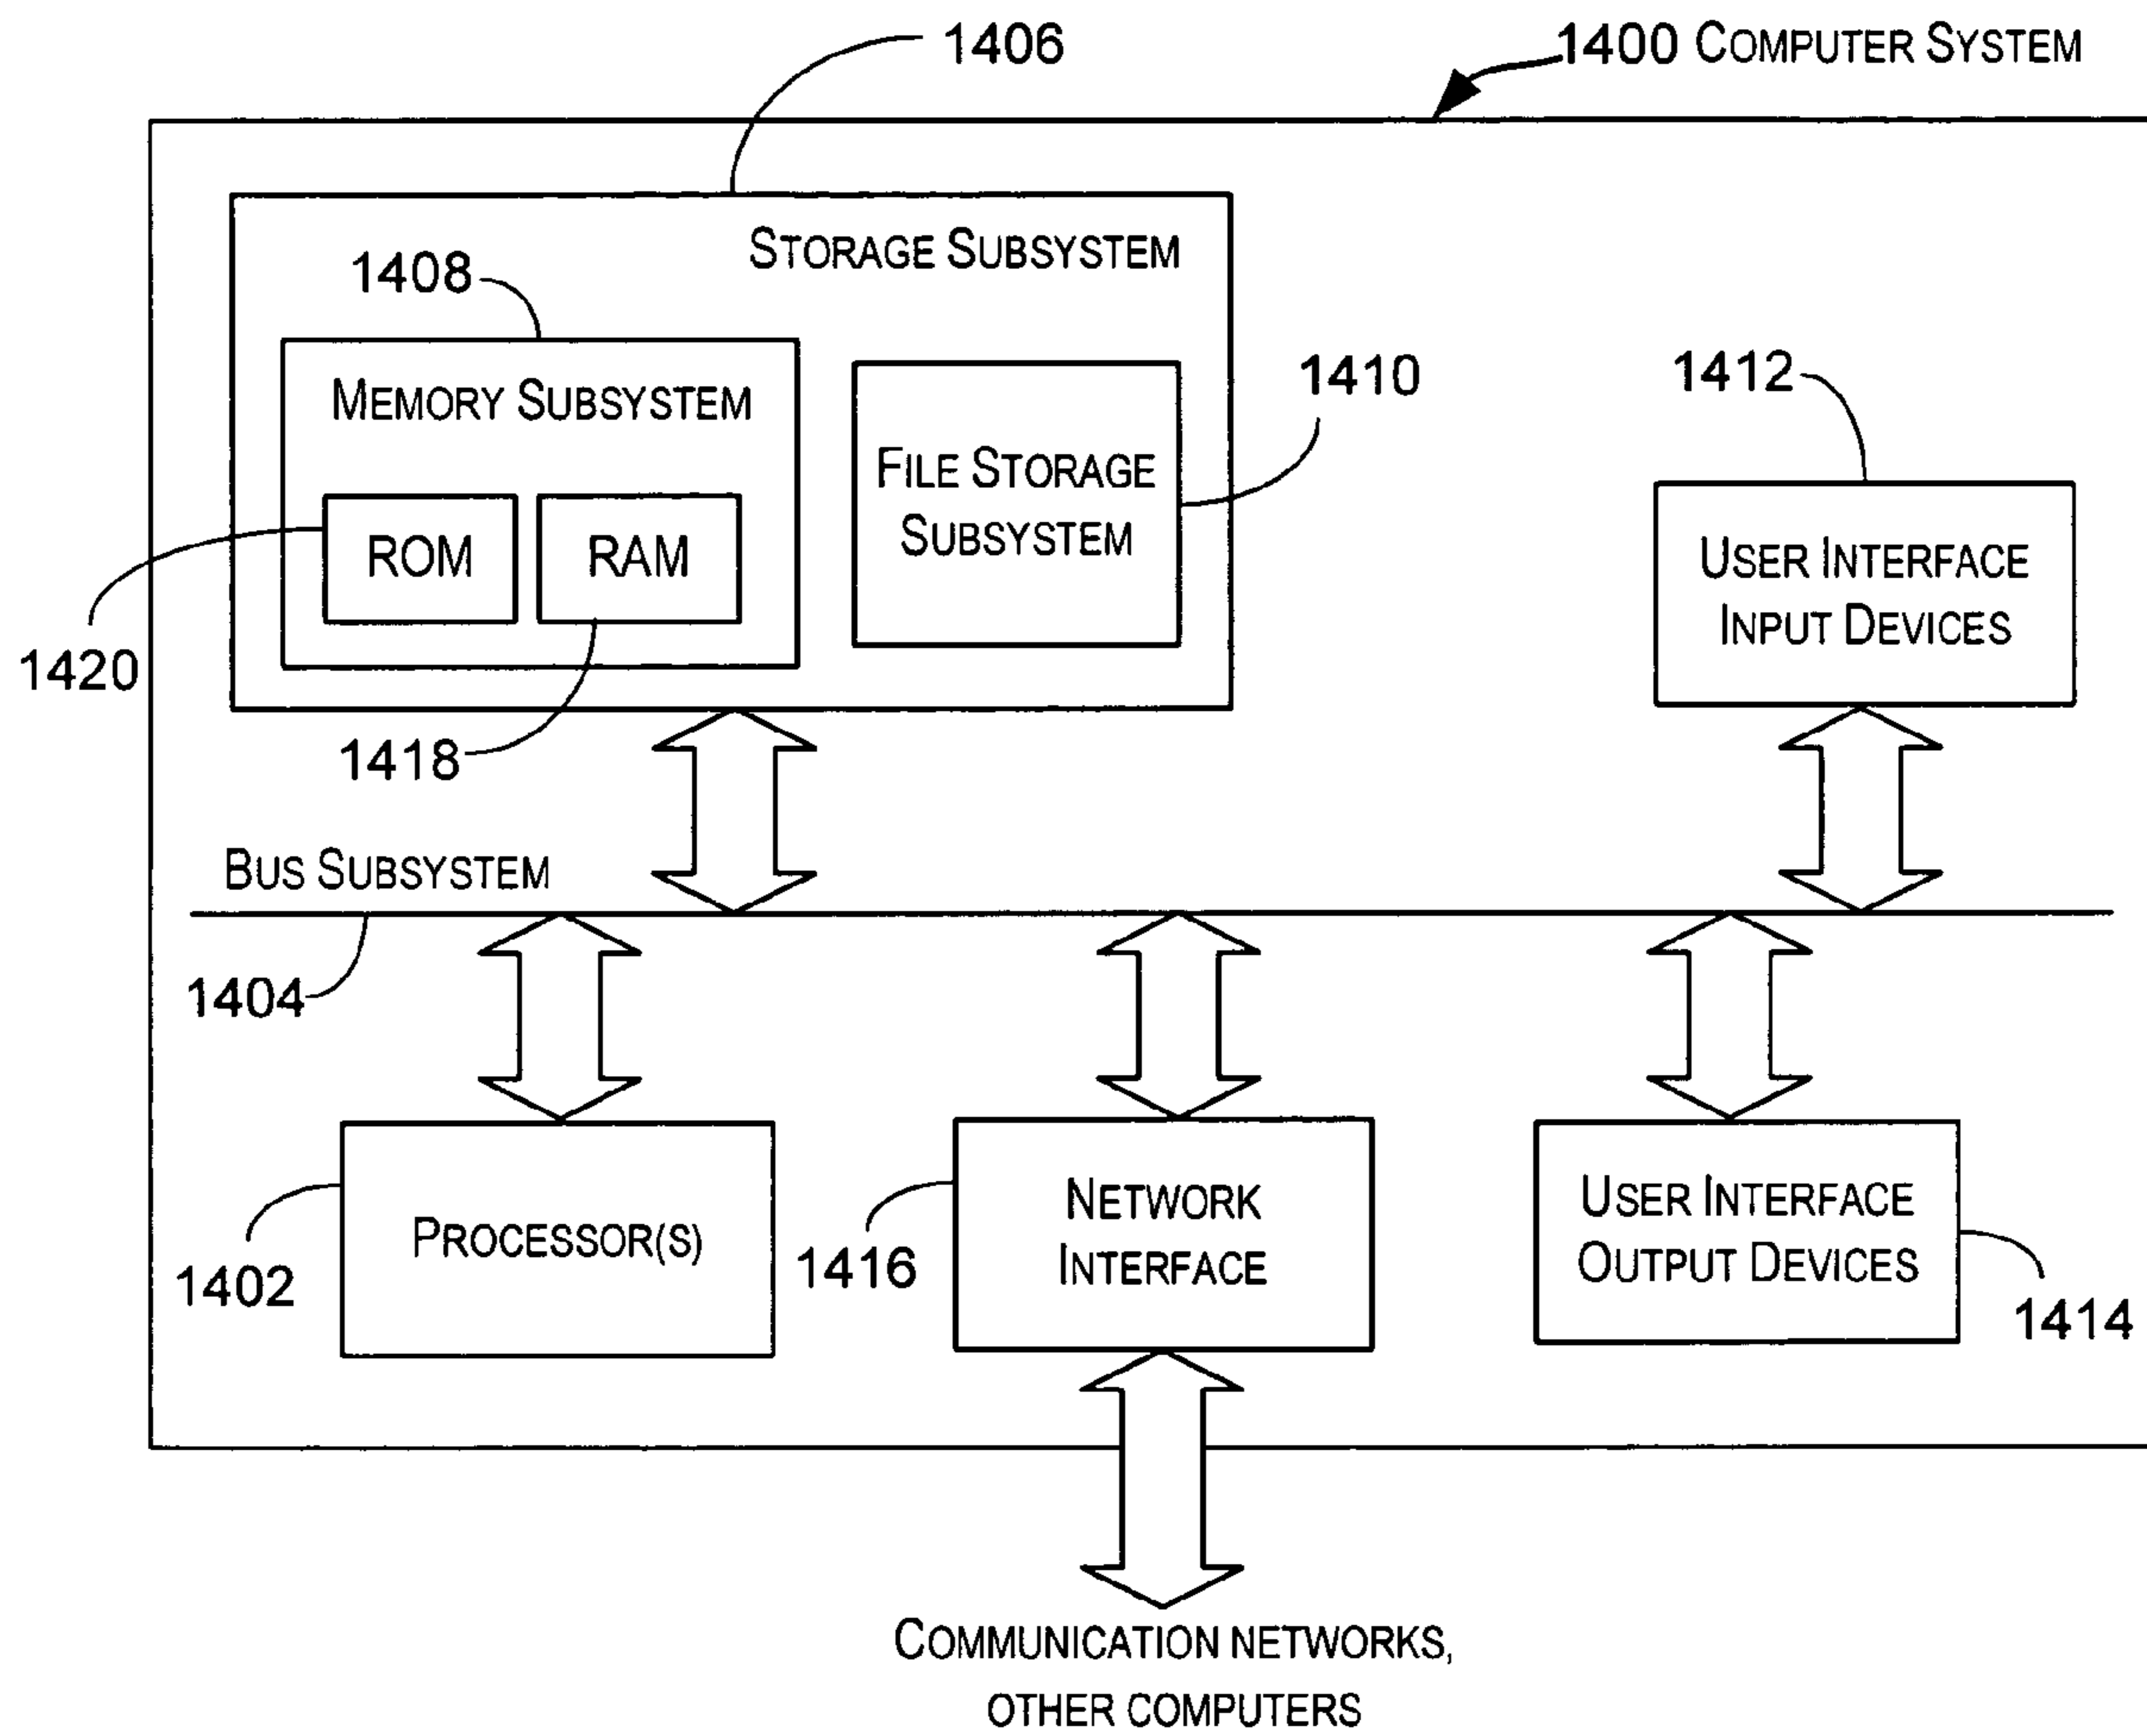 1406
1400 COMPUTER SYSTEM
STORAGE SUBSYSTEM
1408
MEMORY SUBSYSTEM
1410
1412
FILE STORAGE
SUBSYSTEM
ROM
RAM
USER INTERFACE
INPUT DEVICES
1420
1418
BUS SUBSYSTEM
1404
PROCESSOR(S)
1402
NETWORK
INTERFACE
1416
USER INTERFACE
OUTPUT DEVICES
1414
COMMUNICATION NETWORKS,
OTHER COMPUTERS